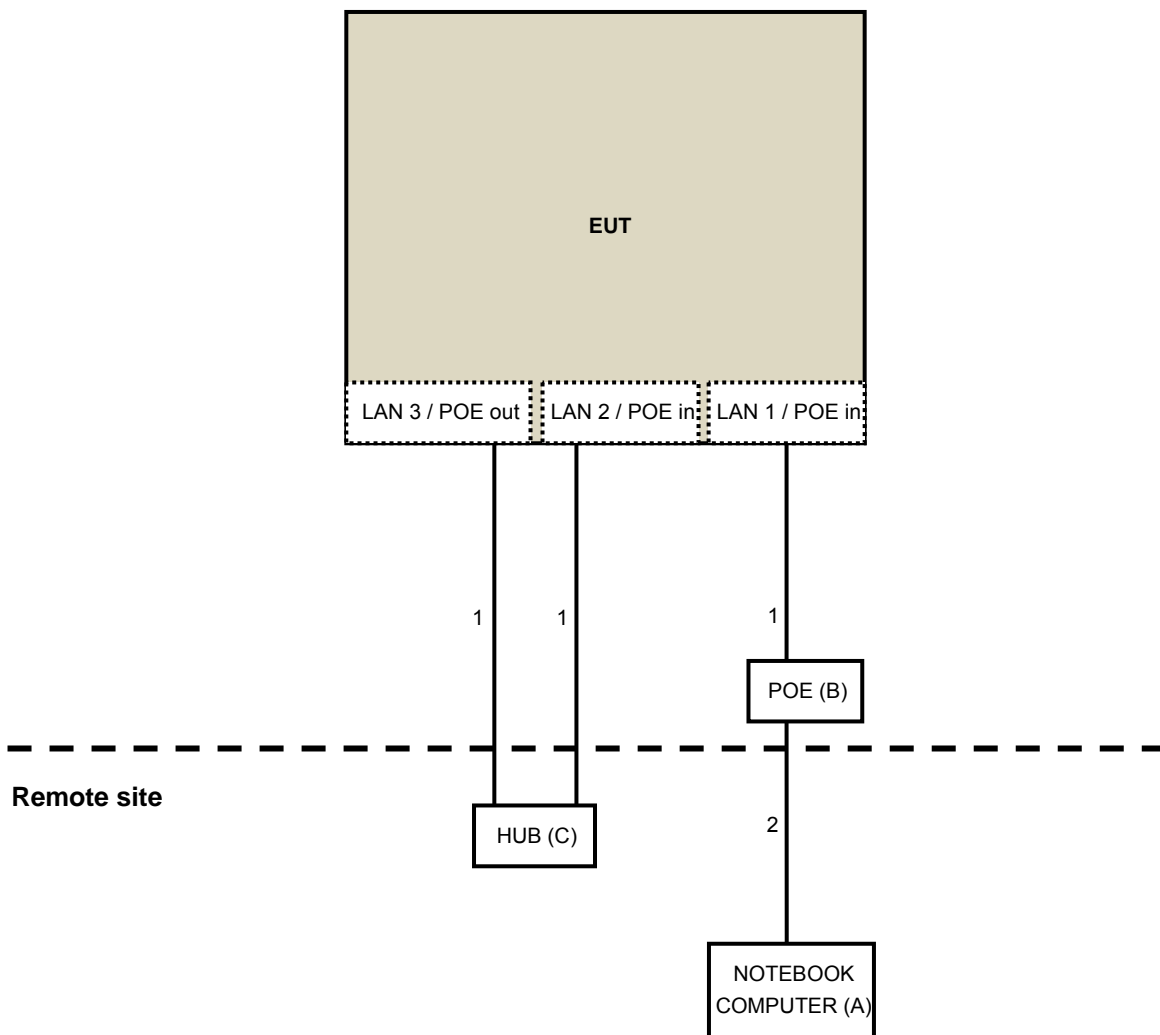 EUT
LAN 3 / POE out
LAN 2 / POE in
LAN 1 / POE in
1
1
1
POE (B)
Remote site
HUB (C)
2
NOTEBOOK
COMPUTER (A)